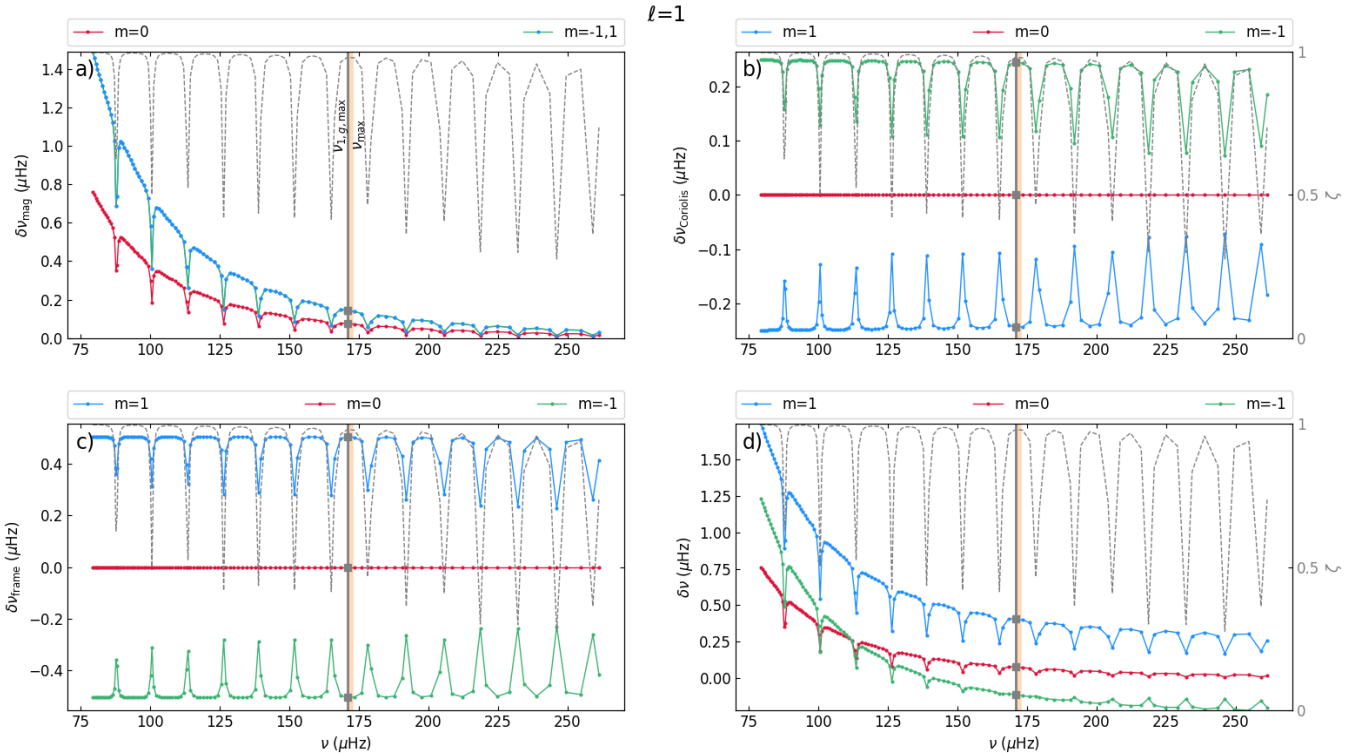 ℓ=1
m=0 m=-1,1
a)
δν_mag (μHz)
1.4
1.2
1.0
0.8
0.6
0.4
0.2
0.0
ν_1,g,max
ν_max
75 100 125 150 175 200 225 250
m=1 m=0 m=-1
b)
δν_Coriolis (μHz)
0.2
0.1
0.0
−0.1
−0.2
1
0.5
0
ζ
75 100 125 150 175 200 225 250
m=1 m=0 m=-1
c)
δν_frame (μHz)
0.4
0.2
0.0
−0.2
−0.4
75 100 125 150 175 200 225 250
ν (μHz)
m=1 m=0 m=-1
d)
δν (μHz)
1.50
1.25
1.00
0.75
0.50
0.25
0.00
1
0.5
0
ζ
75 100 125 150 175 200 225 250
ν (μHz)